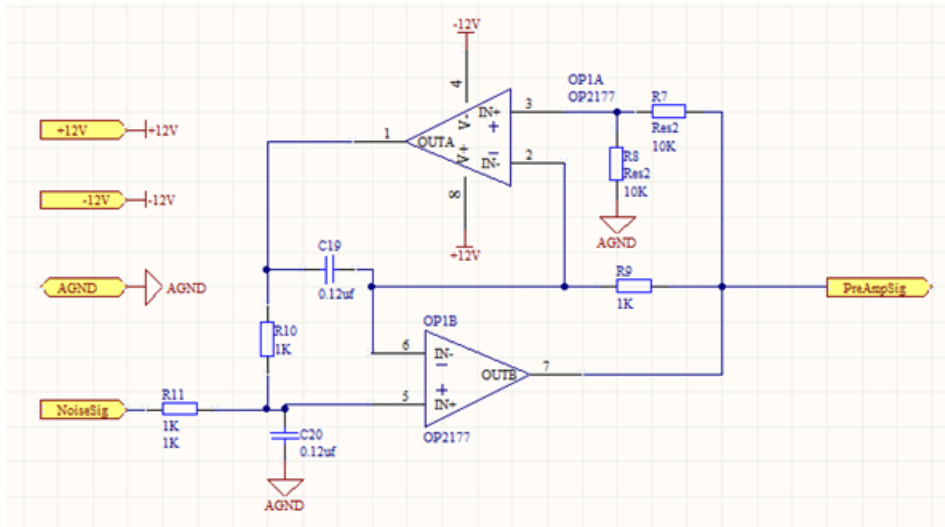 -12V
4
OP1A
OP2177
R7
Res2
10K
3
IN+
V-
+
1
OUTA
V+
−
IN-
2
R8
Res2
10K
8
+12V
AGND
+12V
+12V
-12V
-12V
AGND
AGND
C19
0.12uf
R9
1K
PreAmpSig
R10
1K
OP1B
6
IN-
−
+
OUTB
7
5
IN+
OP2177
NoiseSig
R11
1K
1K
C20
0.12uf
AGND